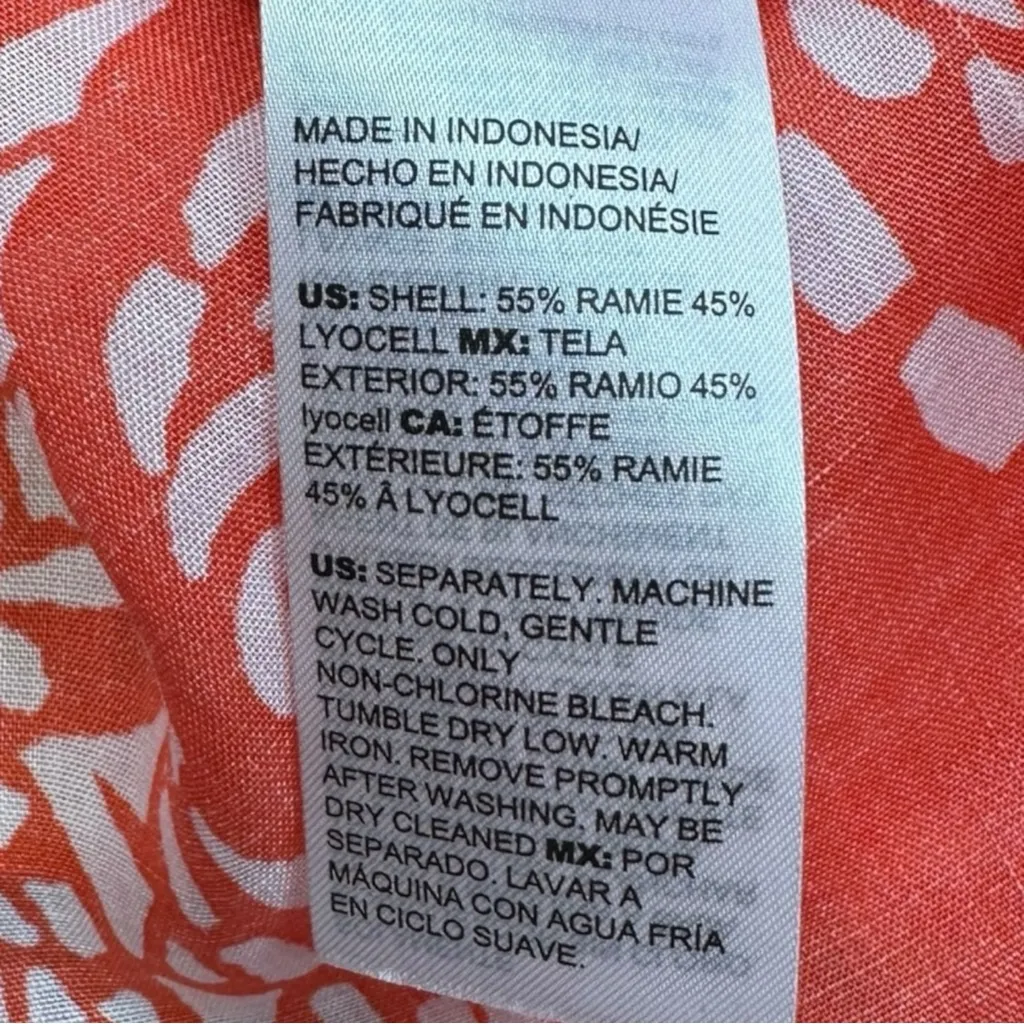 MADE IN INDONESIA/
HECHO EN INDONESIA/
FABRIQUÉ EN INDONÉSIE
US: SHELL: 55% RAMIE 45%
LYOCELL MX: TELA
EXTERIOR: 55% RAMIO 45%
lyocell CA: ÉTOFFE
EXTÉRIEURE: 55% RAMIE
45% Â LYOCELL
US: SEPARATELY. MACHINE
WASH COLD, GENTLE
CYCLE. ONLY
NON-CHLORINE BLEACH.
TUMBLE DRY LOW. WARM
IRON. REMOVE PROMPTLY
AFTER WASHING. MAY BE
DRY CLEANED MX: POR
SEPARADO. LAVAR A
MÁQUINA CON AGUA FRÍA
EN CICLO SUAVE.